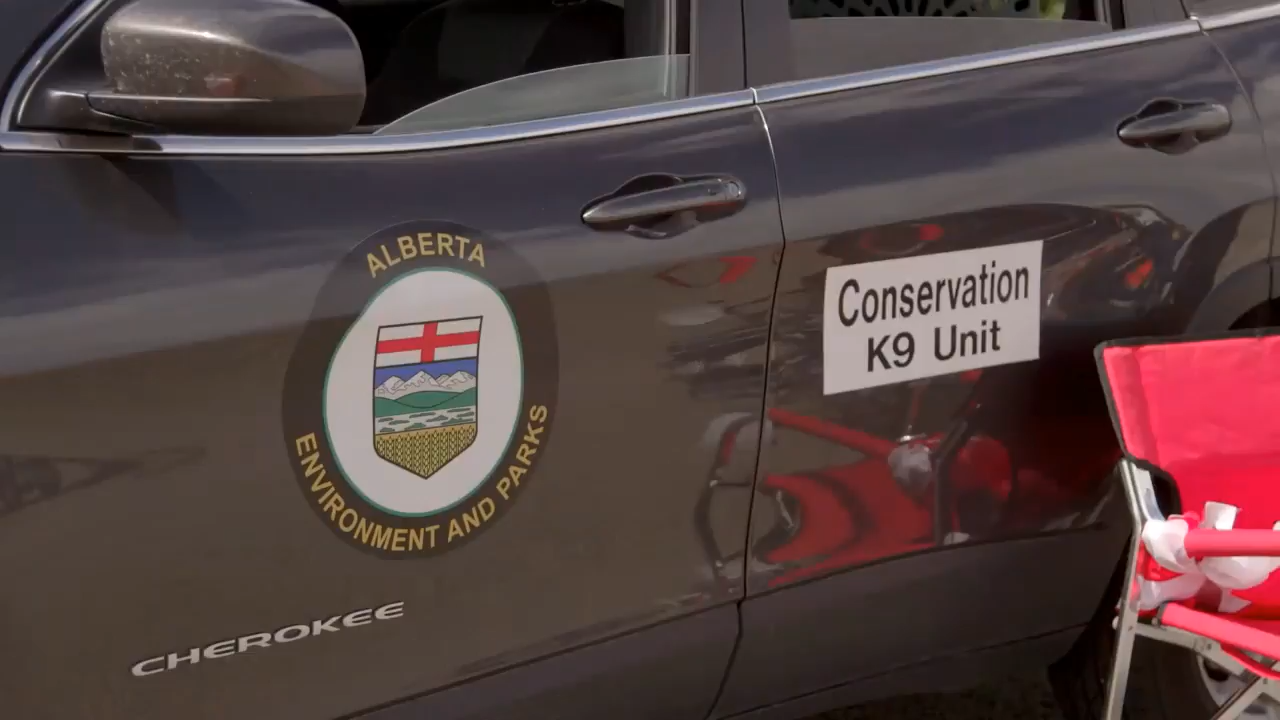 ALBERTA
ENVIRONMENT AND PARKS
Conservation
K9 Unit
CHEROKEE